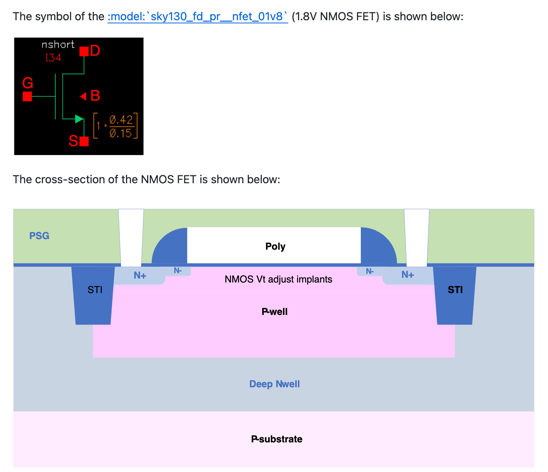 The symbol of the :model:`sky130_fd_pr__nfet_01v8` (1.8V NMOS FET) is shown below:
nshort
134
D
G
B
[1·0.42/0.15]
S
The cross-section of the NMOS FET is shown below:
PSG
Poly
N+
N-
NMOS Vt adjust implants
N-
N+
STI
STI
P-well
Deep Nwell
P-substrate